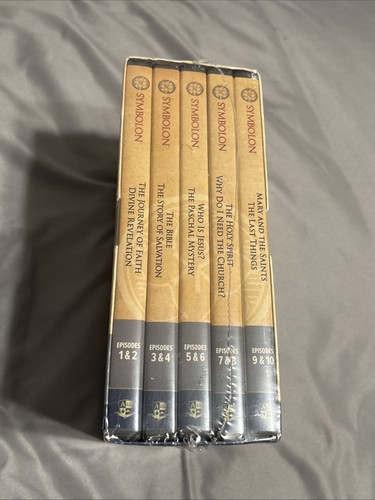 SYMBOLON
THE JOURNEY OF FAITH
DIVINE REVELATION
EPISODES
1 & 2
SYMBOLON
THE BIBLE
THE STORY OF SALVATION
EPISODES
3 & 4
SYMBOLON
WHO IS JESUS?
THE PASCHAL MYSTERY
EPISODES
5 & 6
SYMBOLON
THE HOLY SPIRIT
WHY DO I NEED THE CHURCH?
EPISODES
7 &
SYMBOLON
MARY AND THE SAINTS
THE LAST THINGS
EPISODES
9 & 10